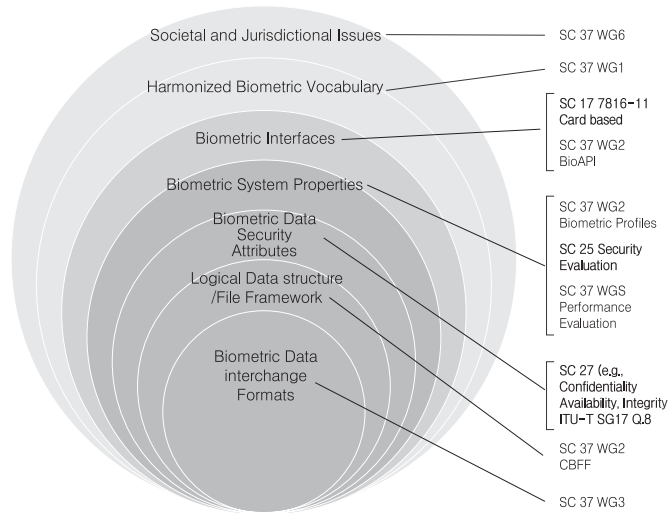 Societal and Jurisdictional Issues
SC 37 WG6
Harmonized Biometric Vocabulary
SC 37 WG1
Biometric Interfaces
SC 17 7816-11
Card based
SC 37 WG2
BioAPI
Biometric System Properties
SC 37 WG2
Biometric Profiles
SC 25 Security
Evaluation
SC 37 WGS
Performance
Evaluation
Biometric Data
Security
Attributes
SC 27 (e.g.,
Confidentiality
Availability, Integrity
ITU-T SG17 Q.8
Logical Data structure
/File Framework
SC 37 WG2
CBFF
Biometric Data
interchange
Formats
SC 37 WG3